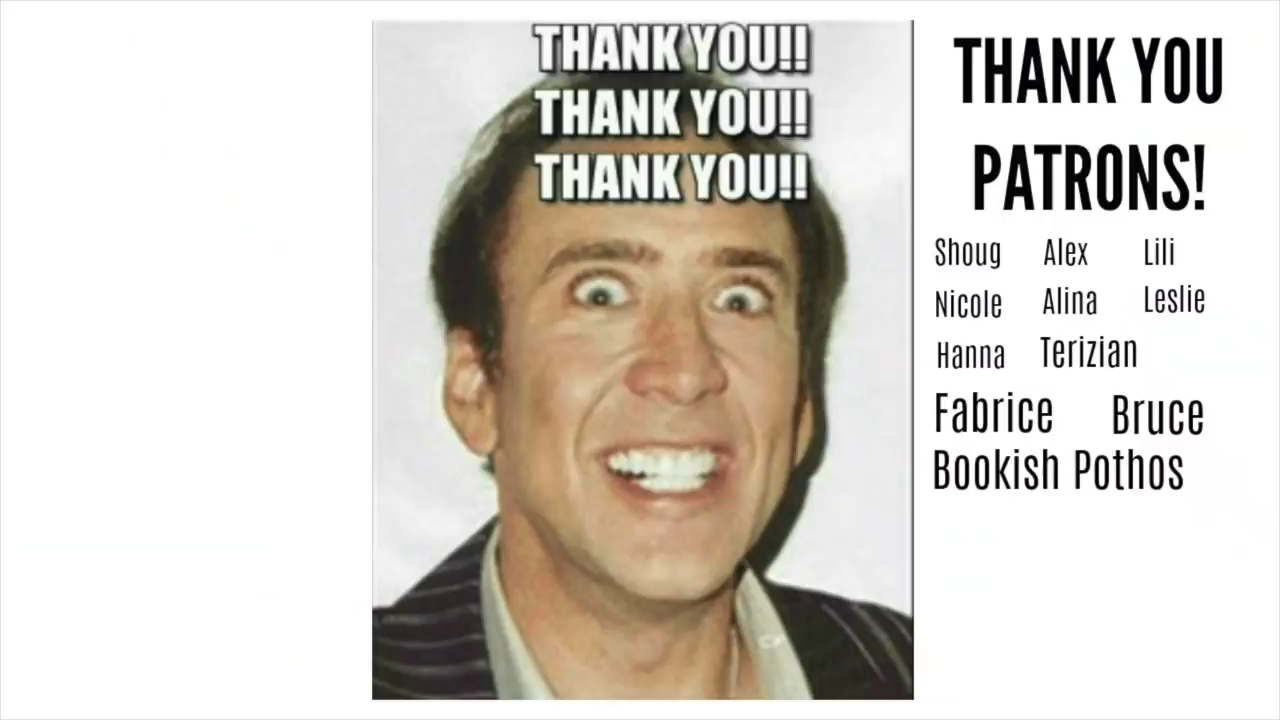 THANK YOU!!
THANK YOU!!
THANK YOU!!
THANK YOU
PATRONS!
Shoug Alex Lili
Nicole Alina Leslie
Hanna Terizian
Fabrice Bruce
Bookish Pothos